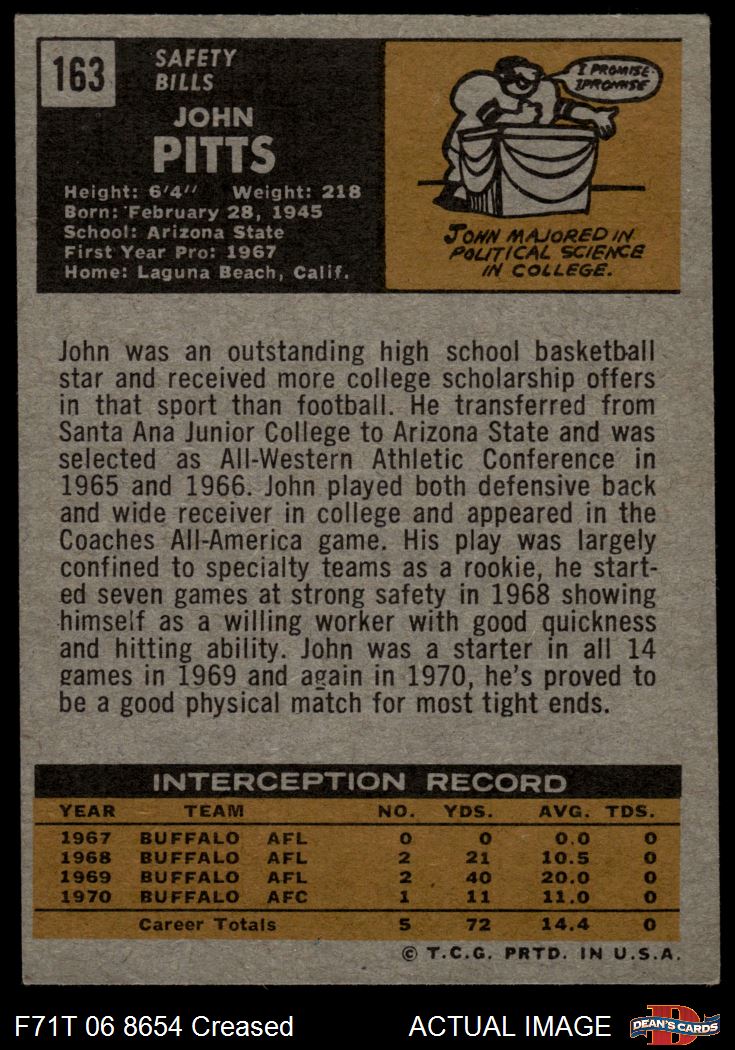 163
SAFETY
BILLS
JOHN
PITTS
Height: 6'4" Weight: 218
Born: February 28, 1945
School: Arizona State
First Year Pro: 1967
Home: Laguna Beach, Calif.
I PROMISE
I PROMISE
JOHN MAJORED IN
POLITICAL SCIENCE
IN COLLEGE.
John was an outstanding high school basketball
star and received more college scholarship offers
in that sport than football. He transferred from
Santa Ana Junior College to Arizona State and was
selected as All-Western Athletic Conference in
1965 and 1966. John played both defensive back
and wide receiver in college and appeared in the
Coaches All-America game. His play was largely
confined to specialty teams as a rookie, he start-
ed seven games at strong safety in 1968 showing
himself as a willing worker with good quickness
and hitting ability. John was a starter in all 14
games in 1969 and again in 1970, he's proved to
be a good physical match for most tight ends.
INTERCEPTION RECORD
YEAR TEAM NO. YDS. AVG. TDS.
1967 BUFFALO AFL 0 0 0.0 0
1968 BUFFALO AFL 2 21 10.5 0
1969 BUFFALO AFL 2 40 20.0 0
1970 BUFFALO AFC 1 11 11.0 0
Career Totals 5 72 14.4 0
© T.C.G. PRTD. IN U.S.A.
F71T 06 8654 Creased ACTUAL IMAGE
D
DEAN'S CARDS